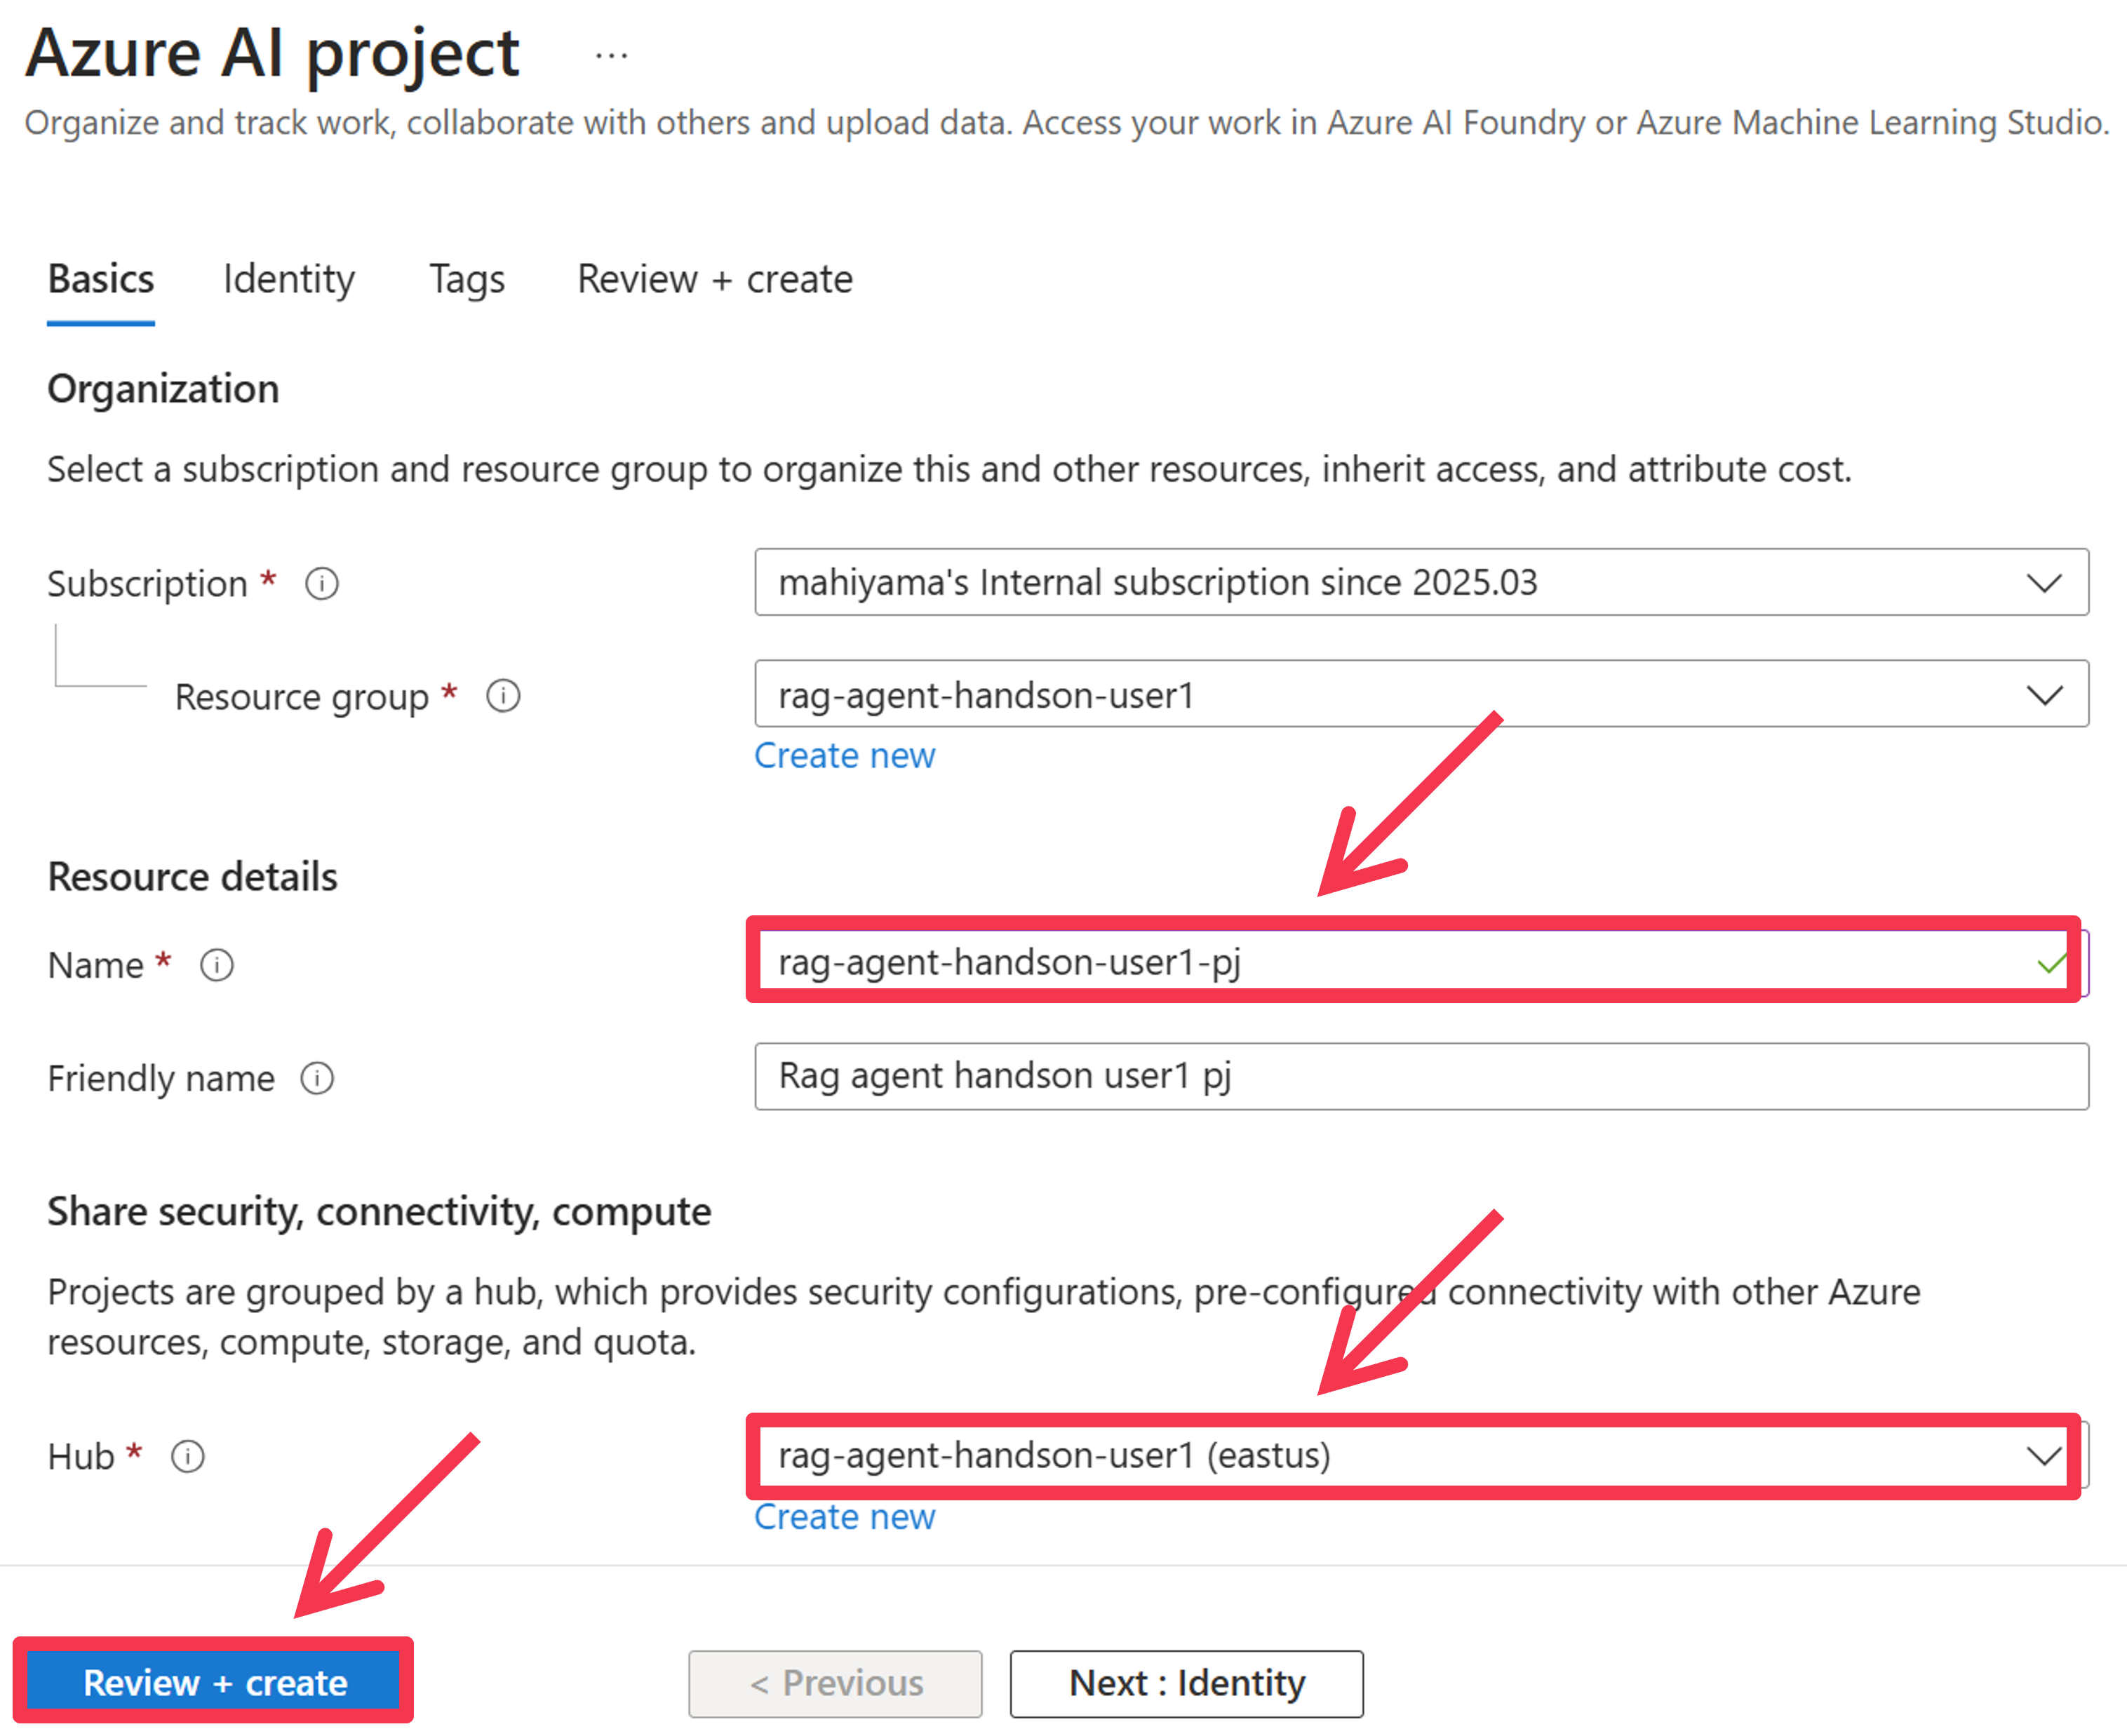 Azure AI project ...
Organize and track work, collaborate with others and upload data. Access your work in Azure AI Foundry or Azure Machine Learning Studio.
Basics Identity Tags Review + create
Organization
Select a subscription and resource group to organize this and other resources, inherit access, and attribute cost.
Subscription * mahiyama's Internal subscription since 2025.03
Resource group * rag-agent-handson-user1
Create new
Resource details
Name * rag-agent-handson-user1-pj
Friendly name Rag agent handson user1 pj
Share security, connectivity, compute
Projects are grouped by a hub, which provides security configurations, pre-configured connectivity with other Azure
resources, compute, storage, and quota.
Hub * rag-agent-handson-user1 (eastus)
Create new
Review + create < Previous Next : Identity